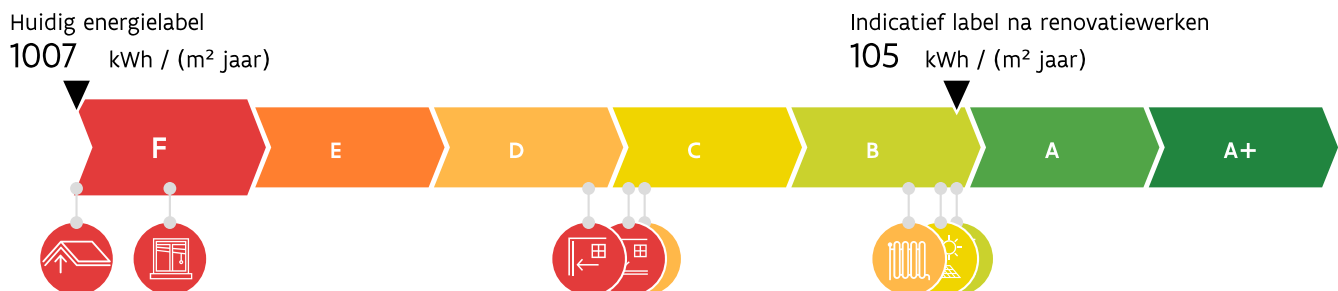 Huidig energielabel
1007 kWh / (m² jaar)
Indicatief label na renovatiewerken
105 kWh / (m² jaar)
F E D C B A A+